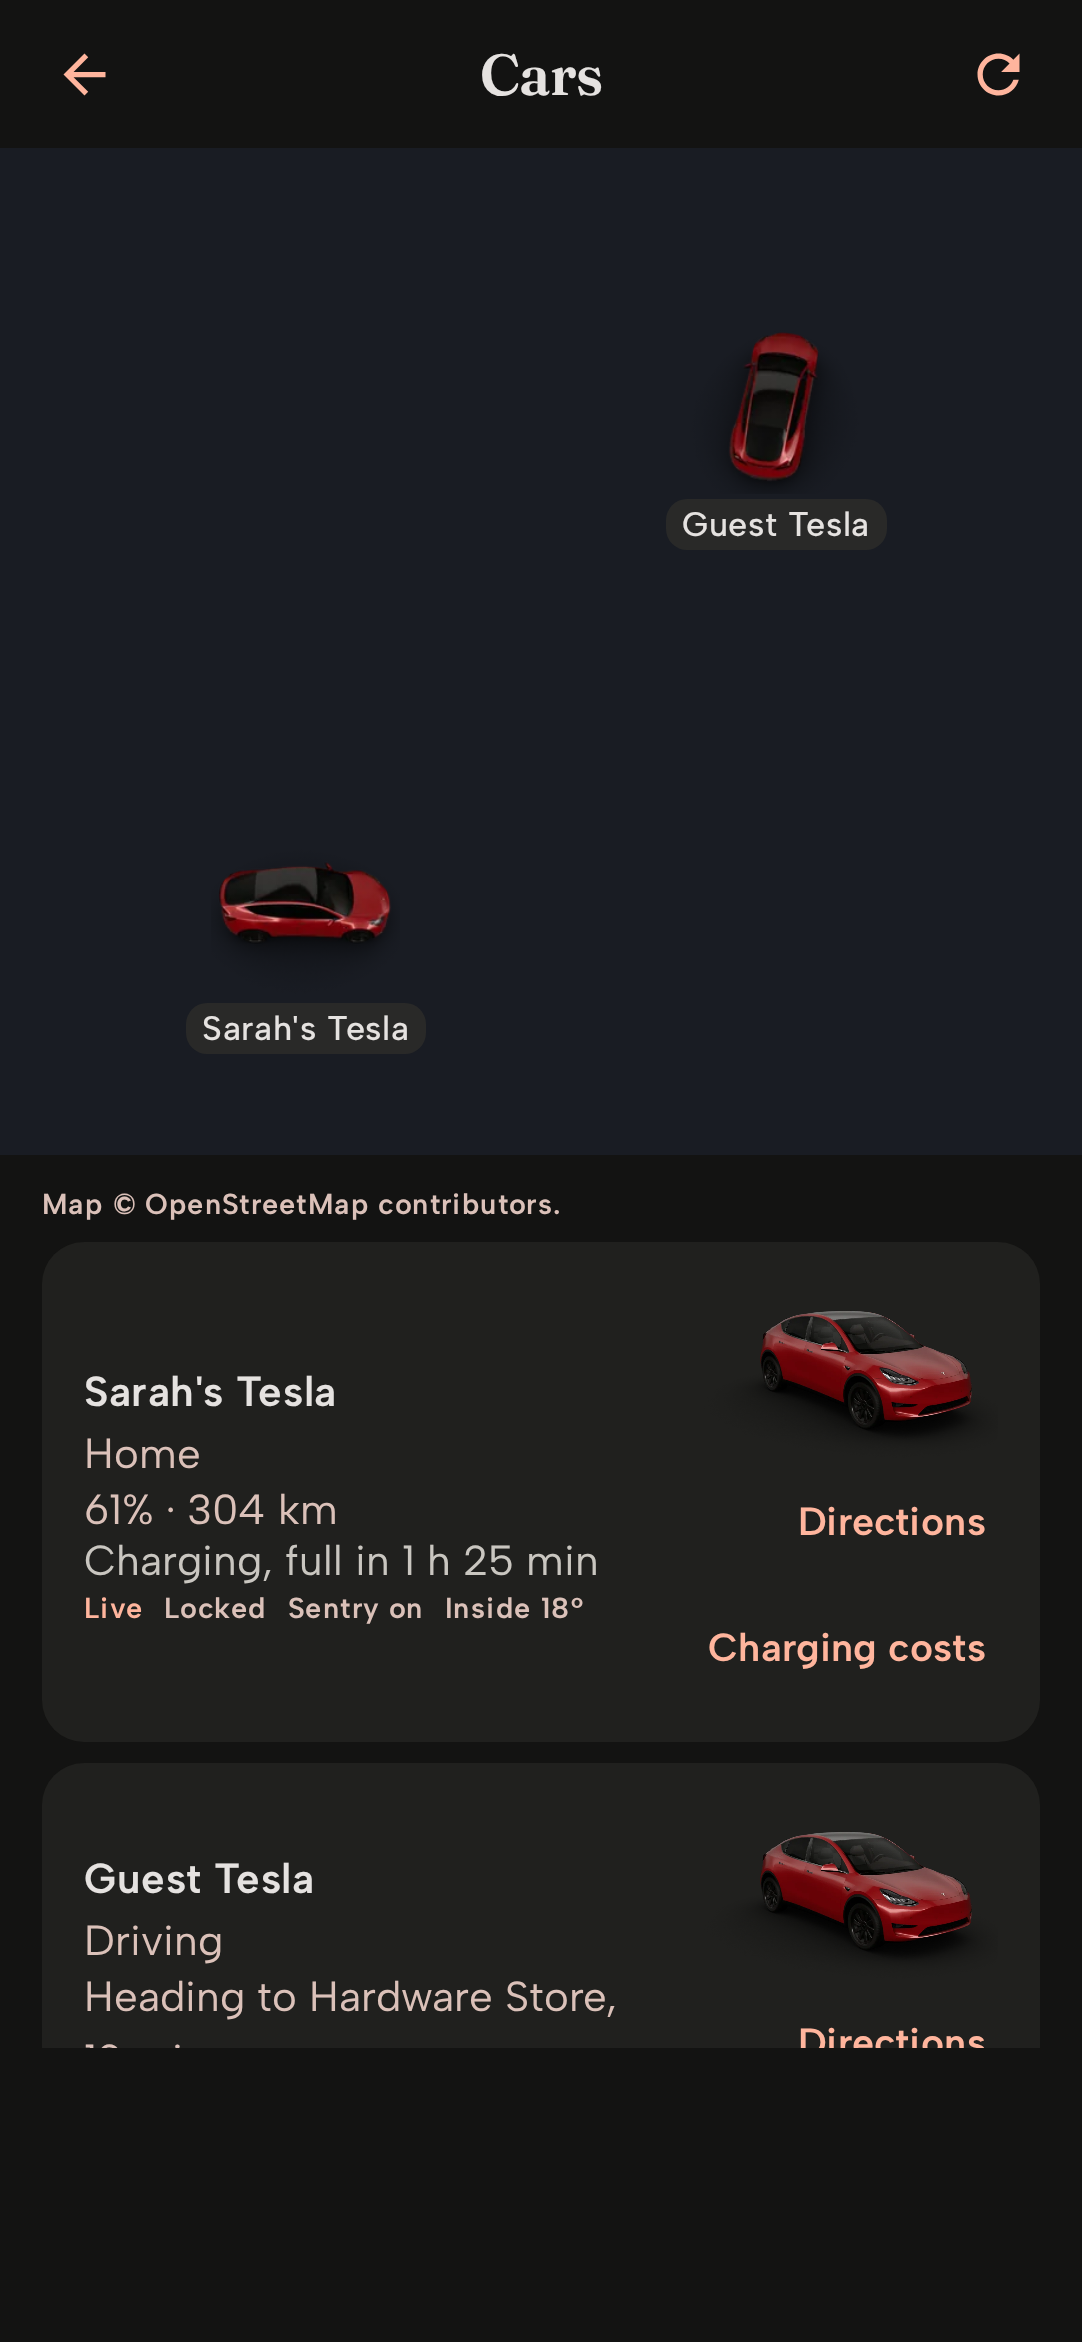 Cars
Guest Tesla
Sarah's Tesla
Map © OpenStreetMap contributors.
Sarah's Tesla
Home
61% · 304 km
Directions
Charging, full in 1 h 25 min
Live Locked Sentry on Inside 18°
Charging costs
Guest Tesla
Driving
Heading to Hardware Store,
Directions